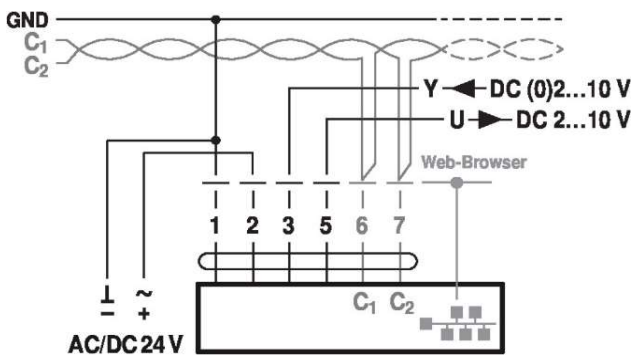 GND
C1
C2
Y DC (0)2...10 V
U DC 2...10 V
Web-Browser
1 2 3 5 6 7
C1 C2
⊥ ~
– +
AC/DC 24 V